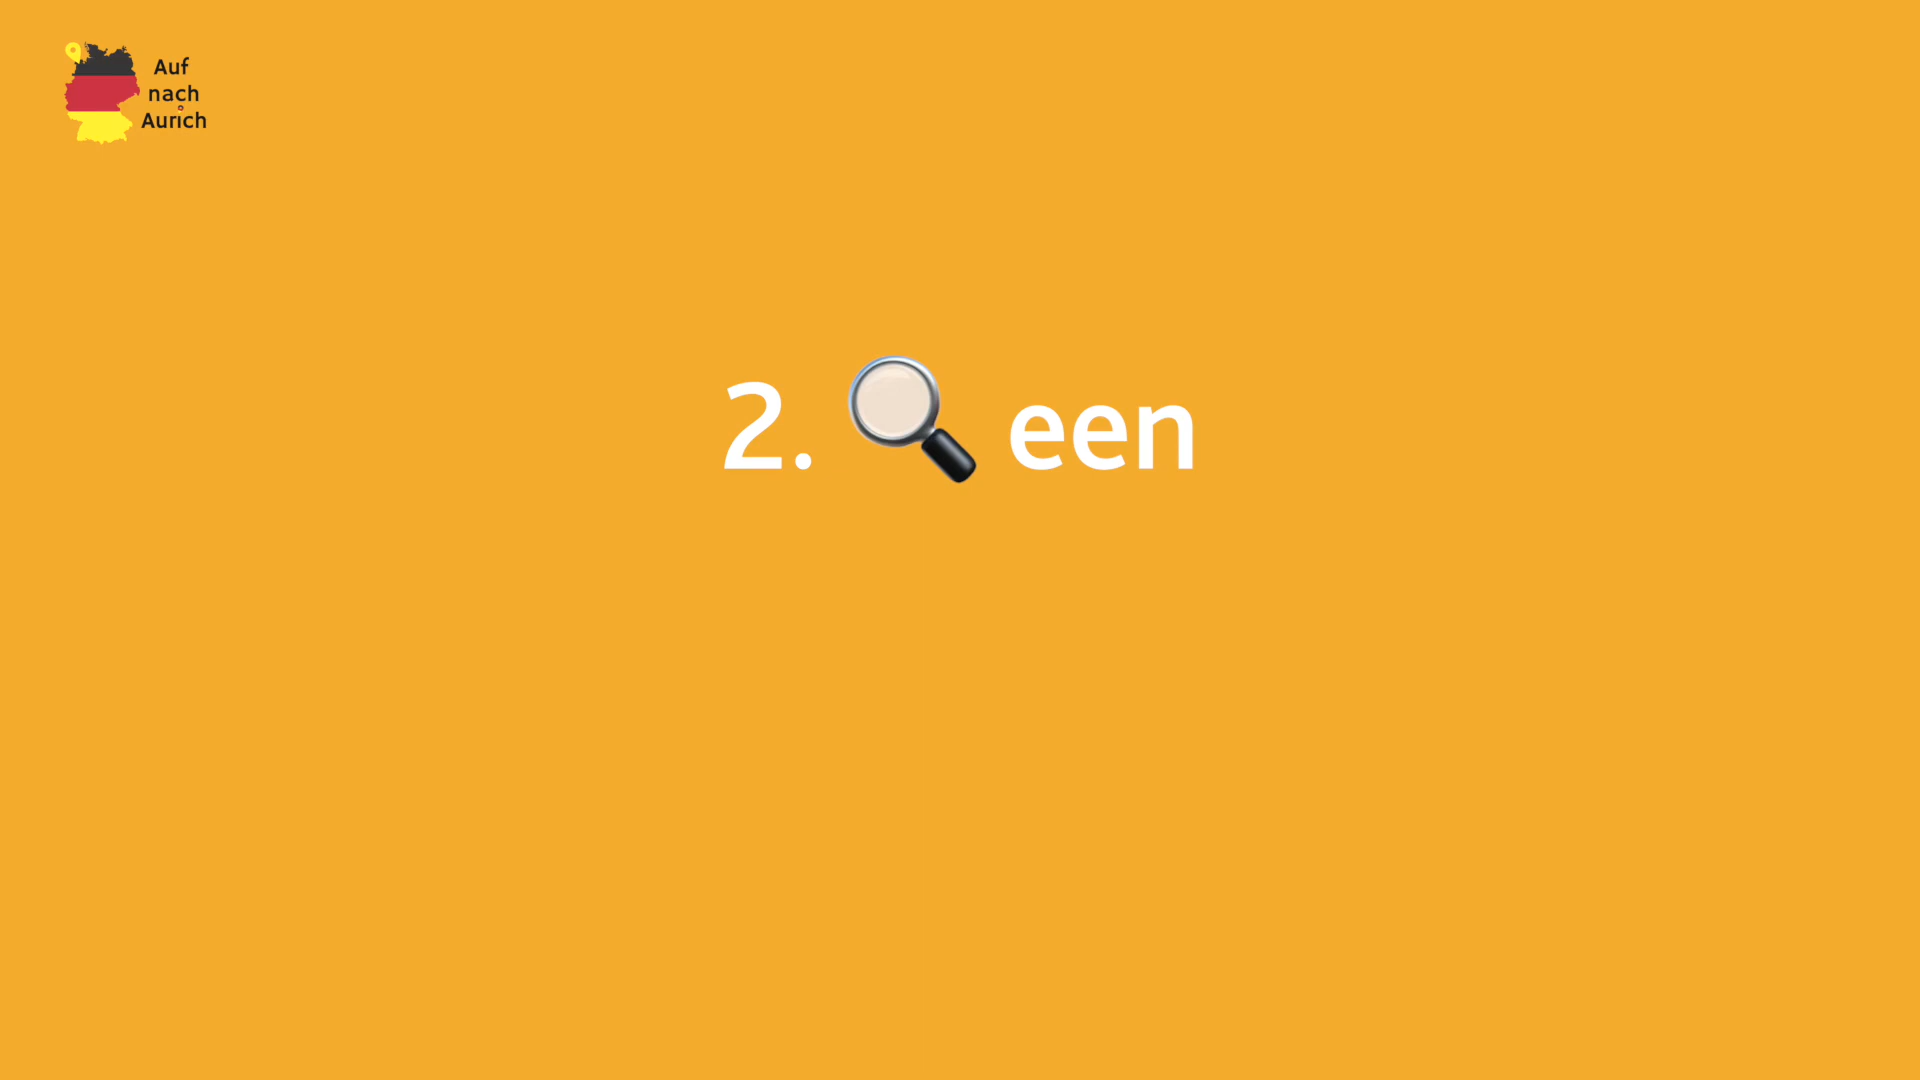 Auf
nach
Aurich
2. 🔍 een